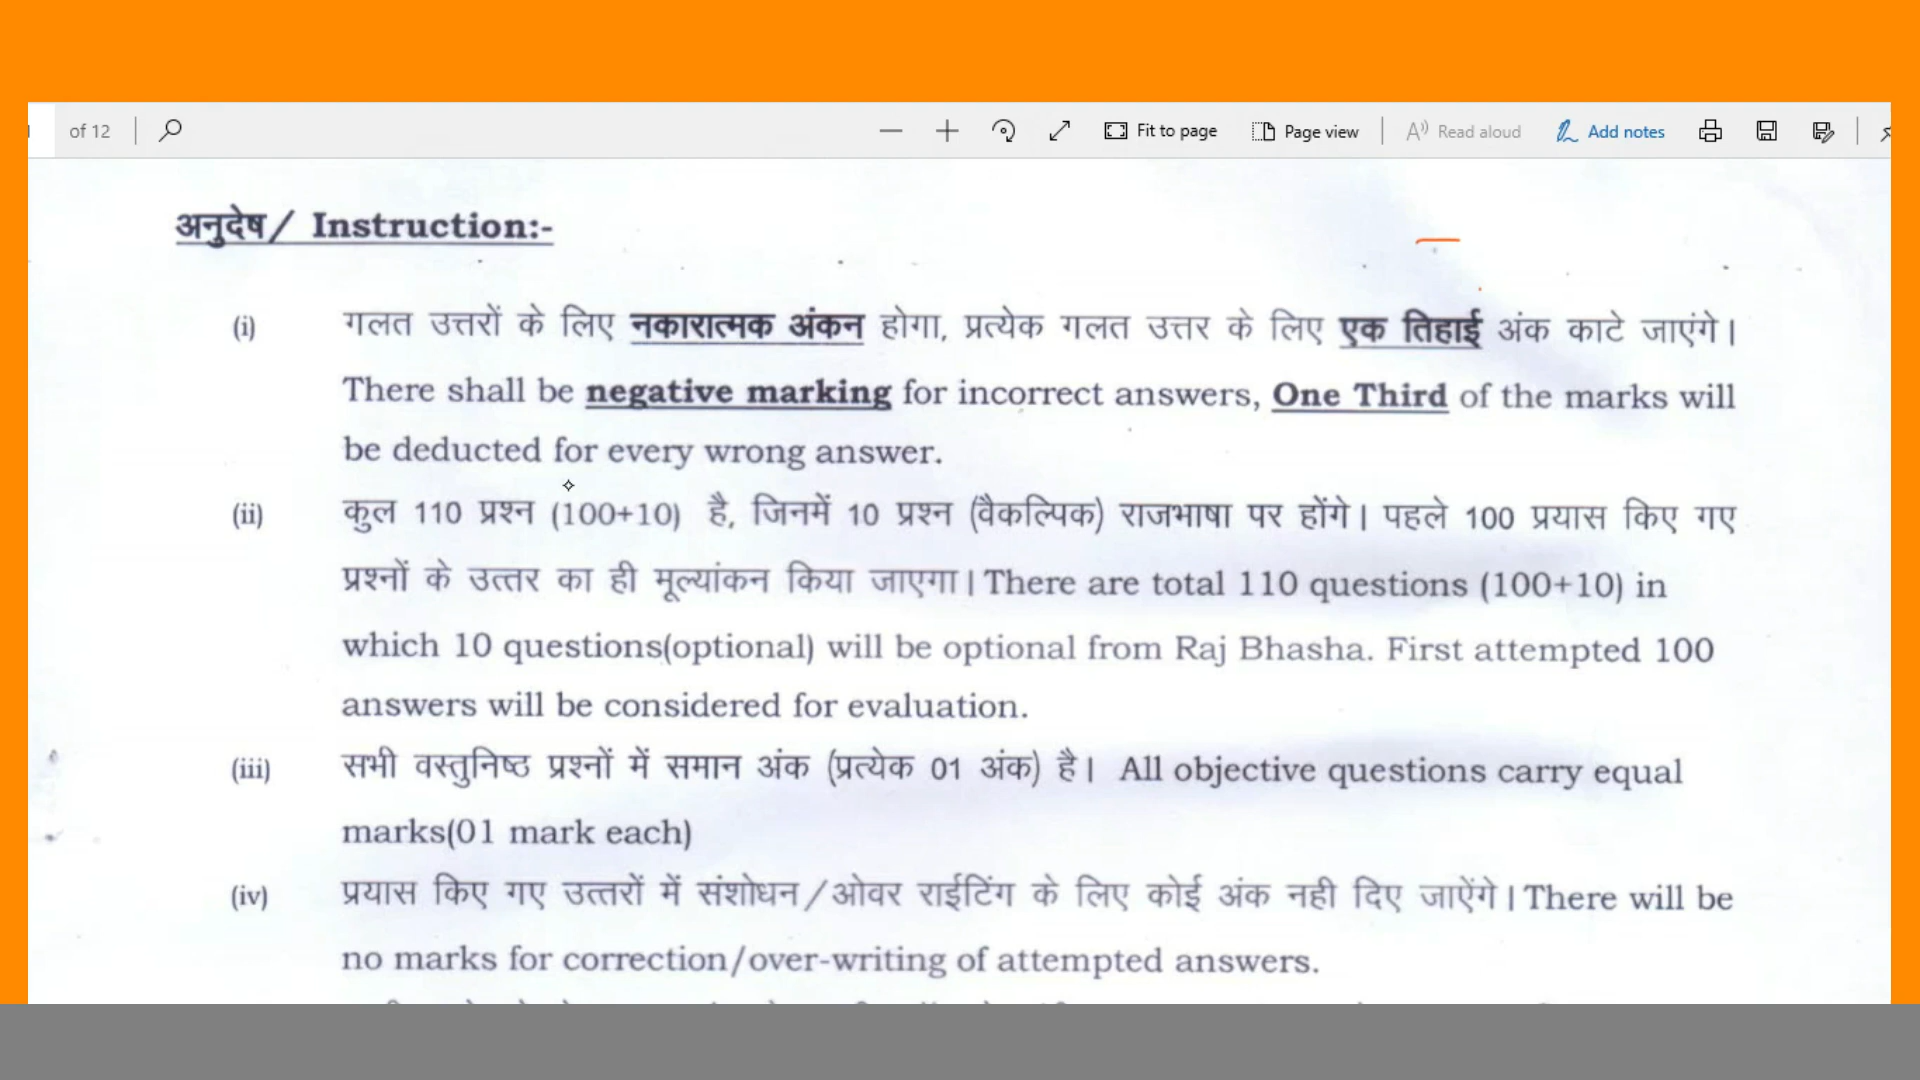 of 12
Fit to page
Page view
Read aloud
Add notes
अनुदेष/ Instruction:-
(i) गलत उत्तरों के लिए नकारात्मक अंकन होगा, प्रत्येक गलत उत्तर के लिए एक तिहाई अंक काटे जाएंगे।
There shall be negative marking for incorrect answers, One Third of the marks will
be deducted for every wrong answer.
(ii) कुल 110 प्रश्न (100+10) है, जिनमें 10 प्रश्न (वैकल्पिक) राजभाषा पर होंगे। पहले 100 प्रयास किए गए
प्रश्नों के उत्तर का ही मूल्यांकन किया जाएगा। There are total 110 questions (100+10) in
which 10 questions(optional) will be optional from Raj Bhasha. First attempted 100
answers will be considered for evaluation.
(iii) सभी वस्तुनिष्ठ प्रश्नों में समान अंक (प्रत्येक 01 अंक) है। All objective questions carry equal
marks(01 mark each)
(iv) प्रयास किए गए उत्तरों में संशोधन/ओवर राईटिंग के लिए कोई अंक नही दिए जाऐंगे। There will be
no marks for correction/over-writing of attempted answers.